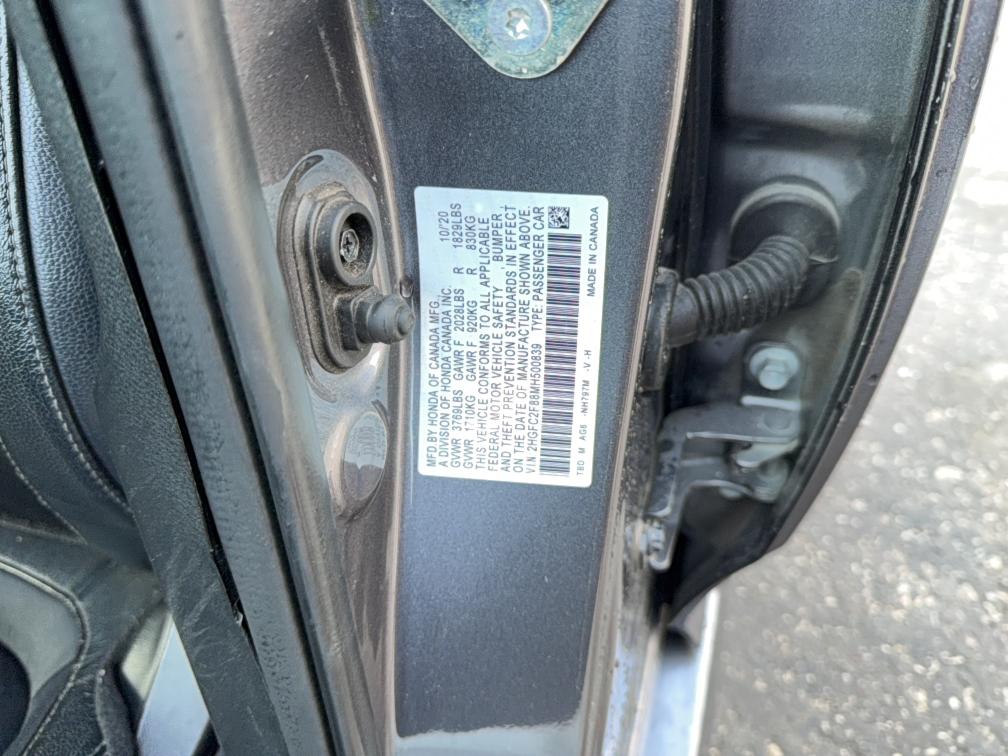 MFD BY HONDA OF CANADA MFG., 10/20
A DIVISION OF HONDA CANADA INC.
GVWR 3769LBS GAWR F 2028LBS R 1829LBS
GVWR 1710KG GAWR F 920KG R 830KG
THIS VEHICLE CONFORMS TO ALL APPLICABLE
FEDERAL MOTOR VEHICLE SAFETY, BUMPER,
AND THEFT PREVENTION STANDARDS IN EFFECT
ON THE DATE OF MANUFACTURE SHOWN ABOVE.
V.I.N. 2HGFC2F88MH500839 TYPE: PASSENGER CAR
TBD M AG6 -NH797M -V -H MADE IN CANADA